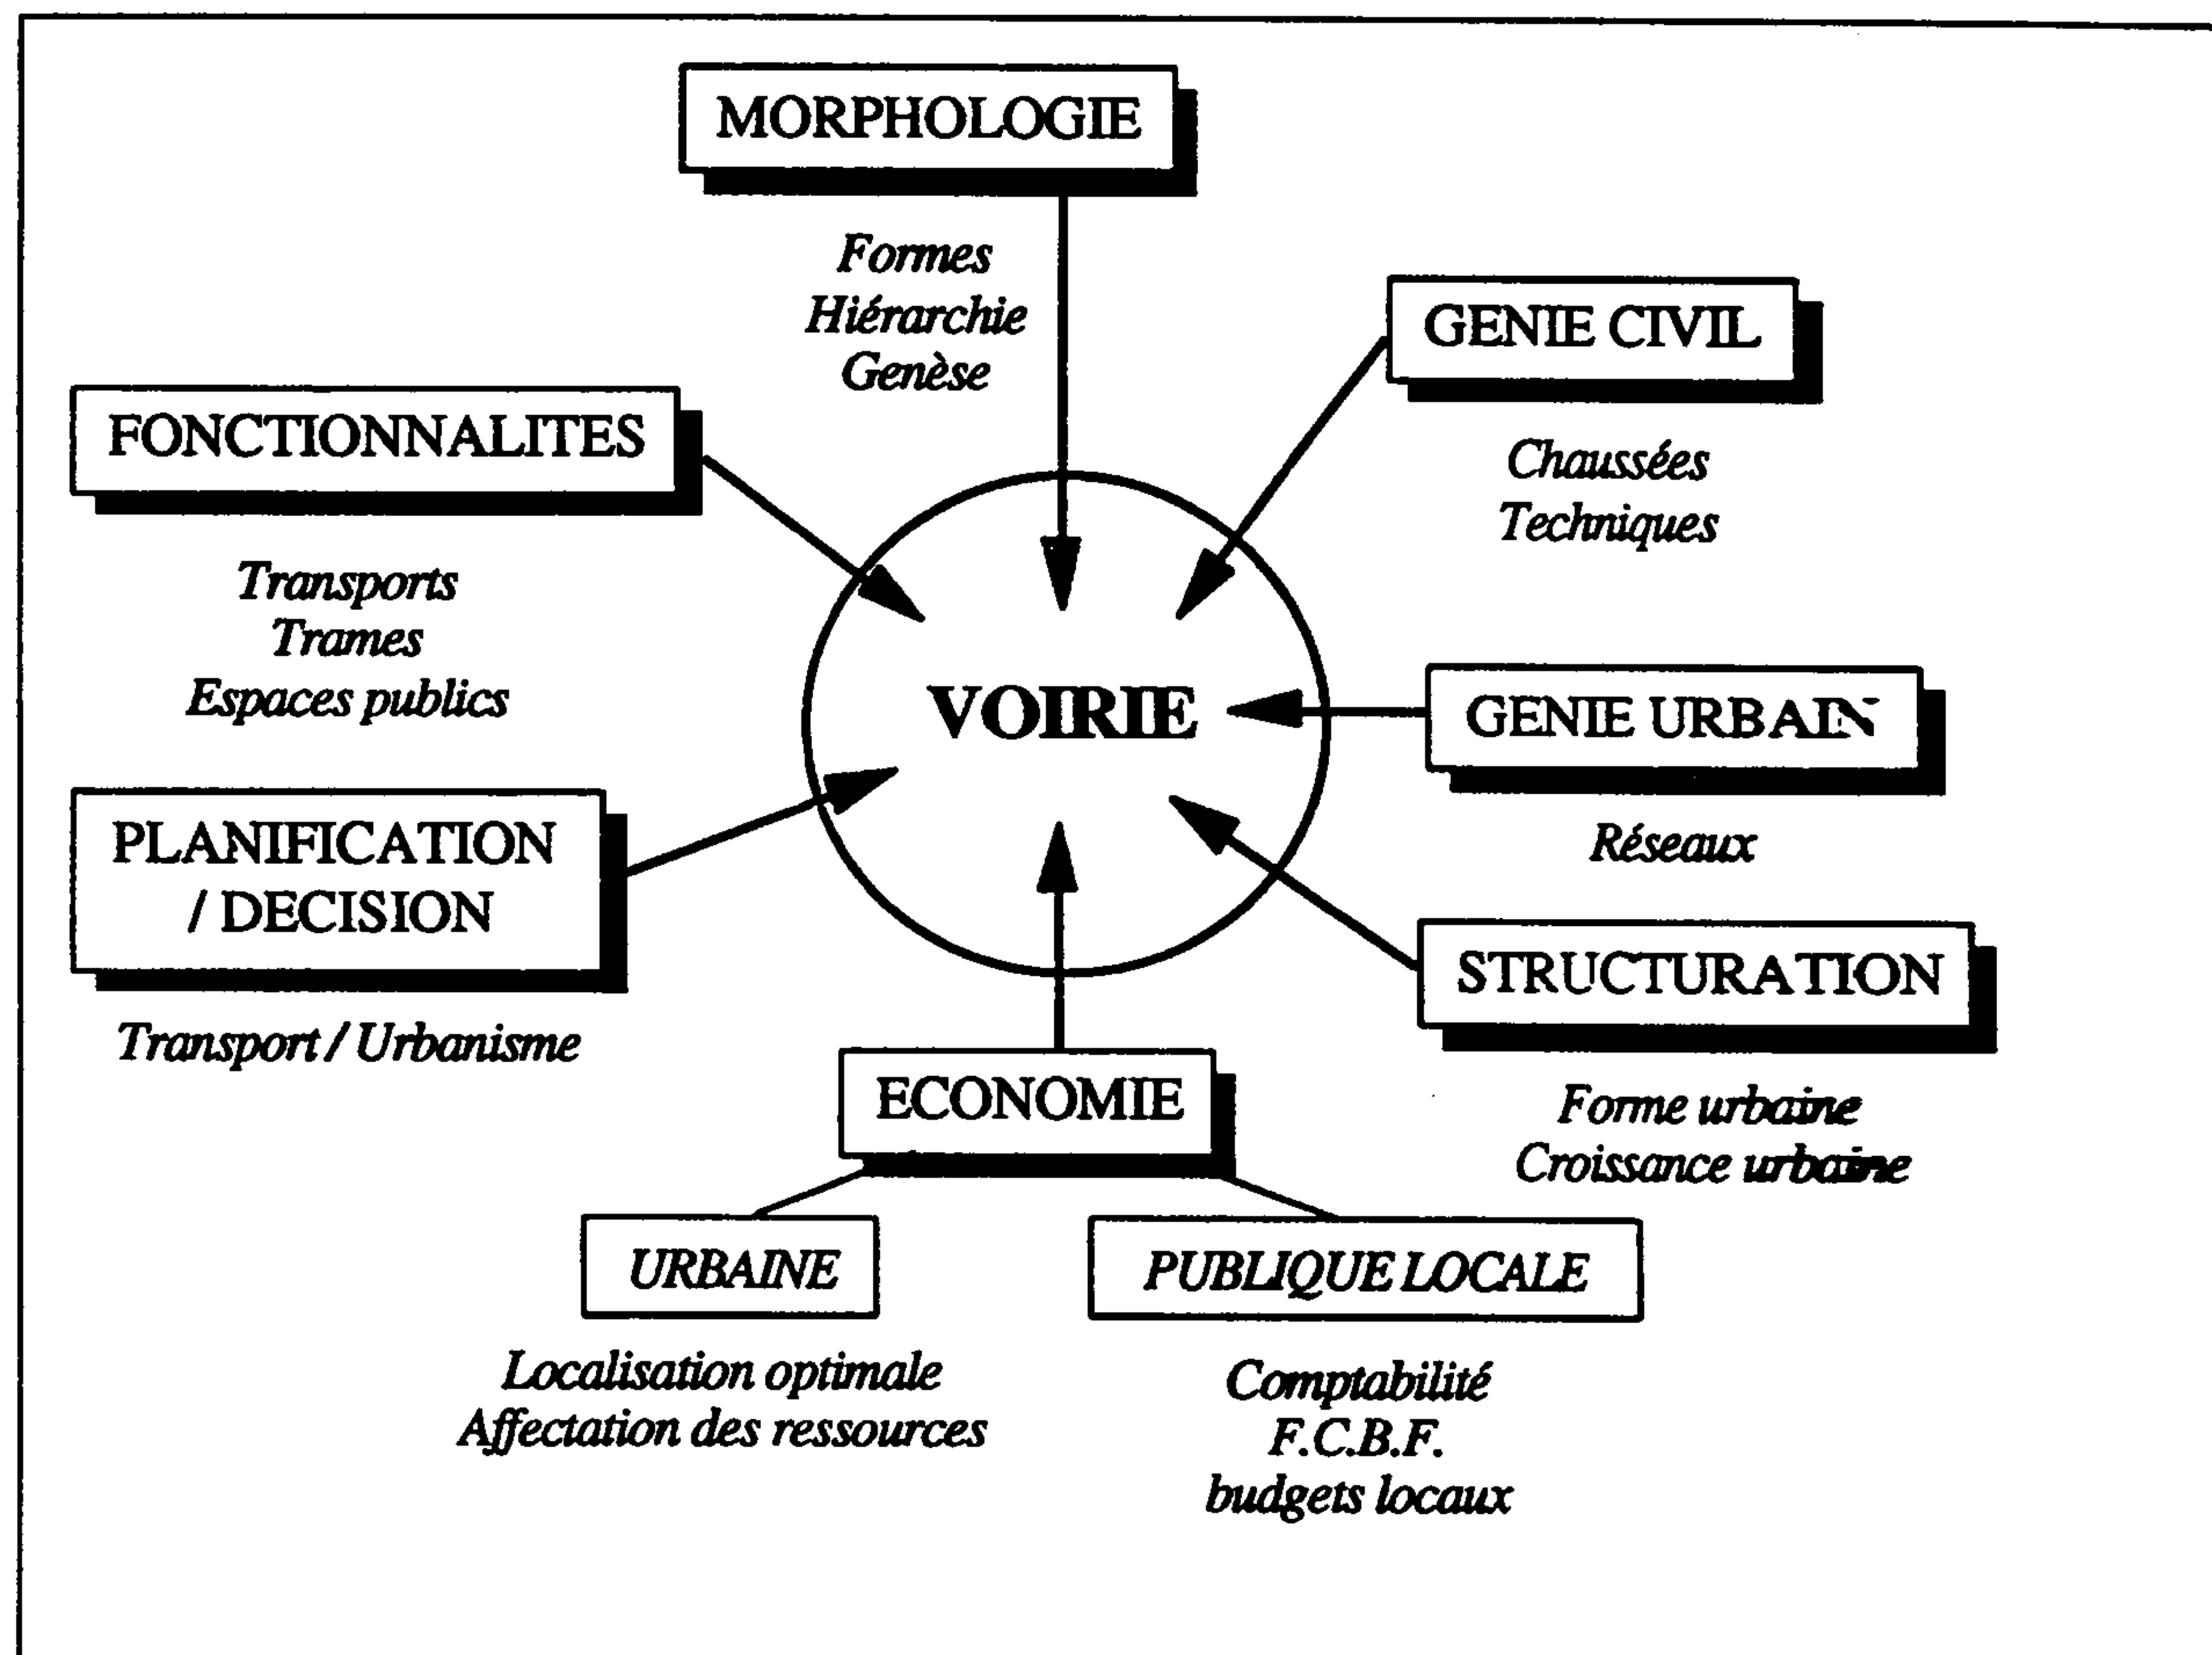 MORPHOLOGIE
Formes
Hiérarchie
Genèse
GENIE CIVIL
Chaussées
Techniques
FONCTIONNALITES
Transports
Trames
Espaces publics
VOIRIE
GENIE URBAIN
Réseaux
PLANIFICATION
/ DECISION
Transport / Urbanisme
STRUCTURATION
Forme urbaine
Croissance urbaine
ECONOMIE
URBAINE
Localisation optimale
Affectation des ressources
PUBLIQUE LOCALE
Comptabilité
F.C.B.F.
budgets locaux